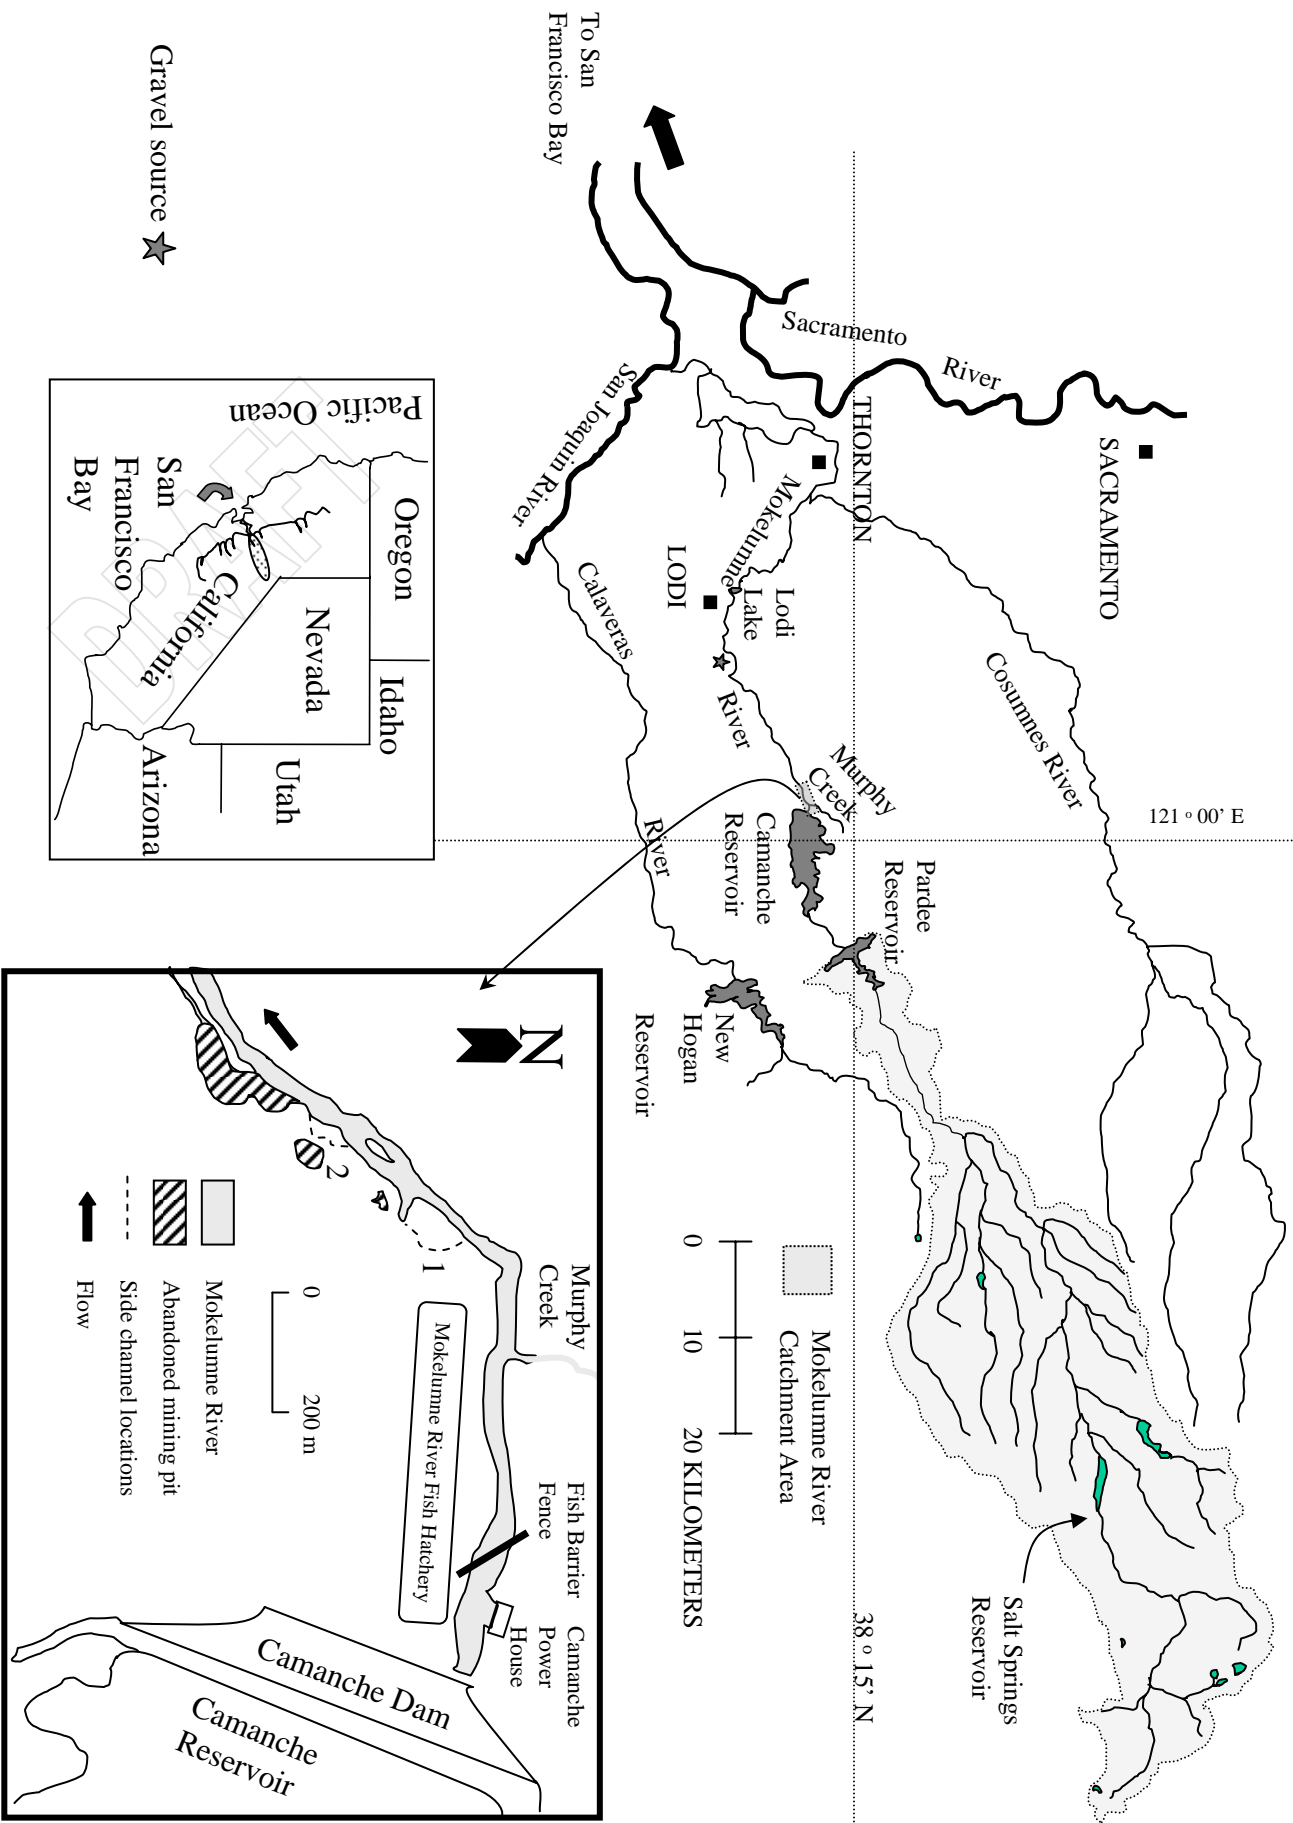 SACRAMENTO
Sacramento
River
To San
Francisco Bay
THORNTON
Mokelumne
River
Lodi
Lake
LODI
San Joaquin River
Calaveras
River
Cosumnes River
121 o 00' E
Murphy
Creek
Camanche
Reservoir
Pardee
Reservoir
New
Hogan
Reservoir
38 o 15' N
Salt Springs
Reservoir
Mokelumne River
Catchment Area
0 10 20 KILOMETERS
Gravel source
Pacific Ocean
Oregon
Idaho
Nevada
Utah
California
Arizona
San
Francisco
Bay
DRAFT
N
Murphy
Creek
Fish Barrier
Fence
Camanche
Power
House
Mokelumne River Fish Hatchery
1
2
Camanche Dam
Camanche
Reservoir
0 200 m
Mokelumne River
Abandoned mining pit
Side channel locations
Flow